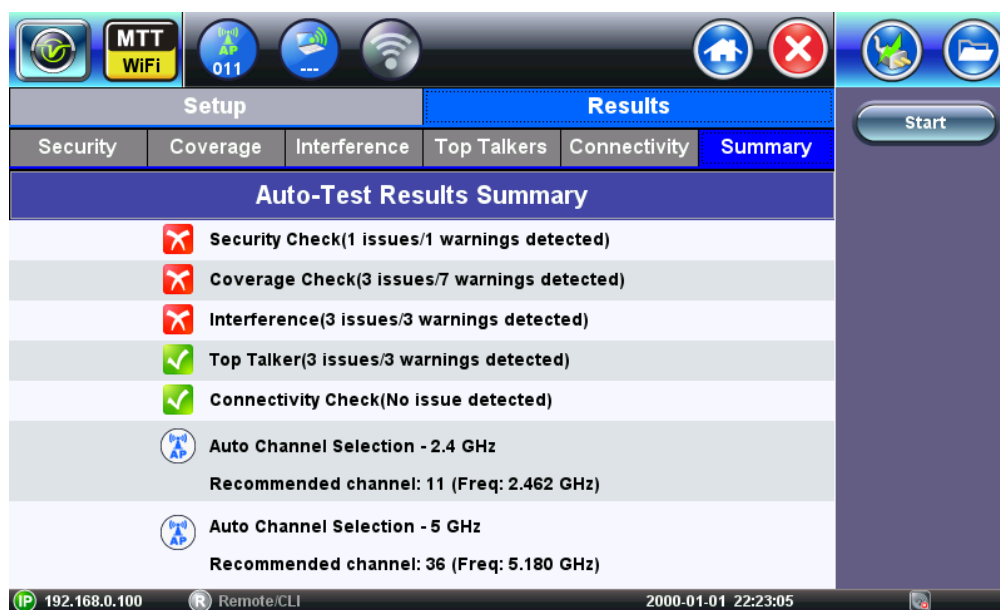 MTT
WiFi
AP
011
---
Setup
Results
Start
Security
Coverage
Interference
Top Talkers
Connectivity
Summary
Auto-Test Results Summary
Security Check(1 issues/1 warnings detected)
Coverage Check(3 issues/7 warnings detected)
Interference(3 issues/3 warnings detected)
Top Talker(3 issues/3 warnings detected)
Connectivity Check(No issue detected)
AP
Auto Channel Selection - 2.4 GHz
Recommended channel: 11 (Freq: 2.462 GHz)
AP
Auto Channel Selection - 5 GHz
Recommended channel: 36 (Freq: 5.180 GHz)
IP 192.168.0.100
R Remote/CLI
2000-01-01 22:23:05